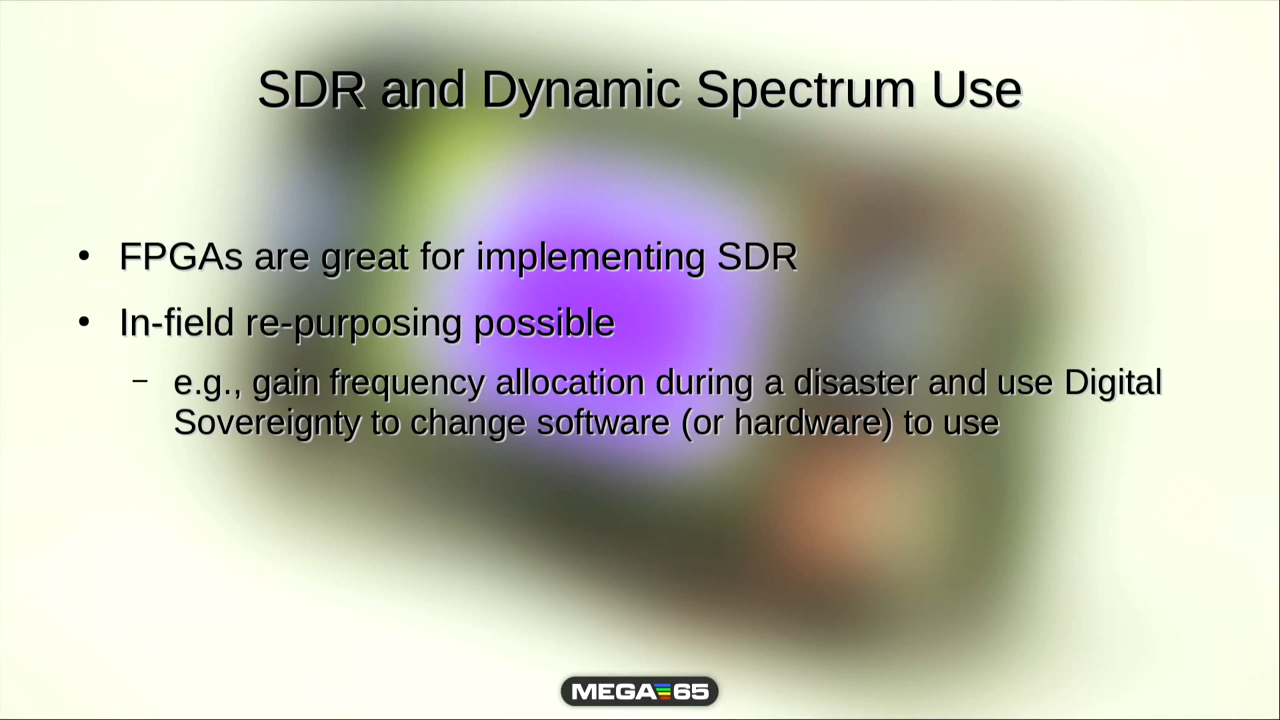 SDR and Dynamic Spectrum Use
• FPGAs are great for implementing SDR
• In-field re-purposing possible
– e.g., gain frequency allocation during a disaster and use Digital
Sovereignty to change software (or hardware) to use
MEGA65